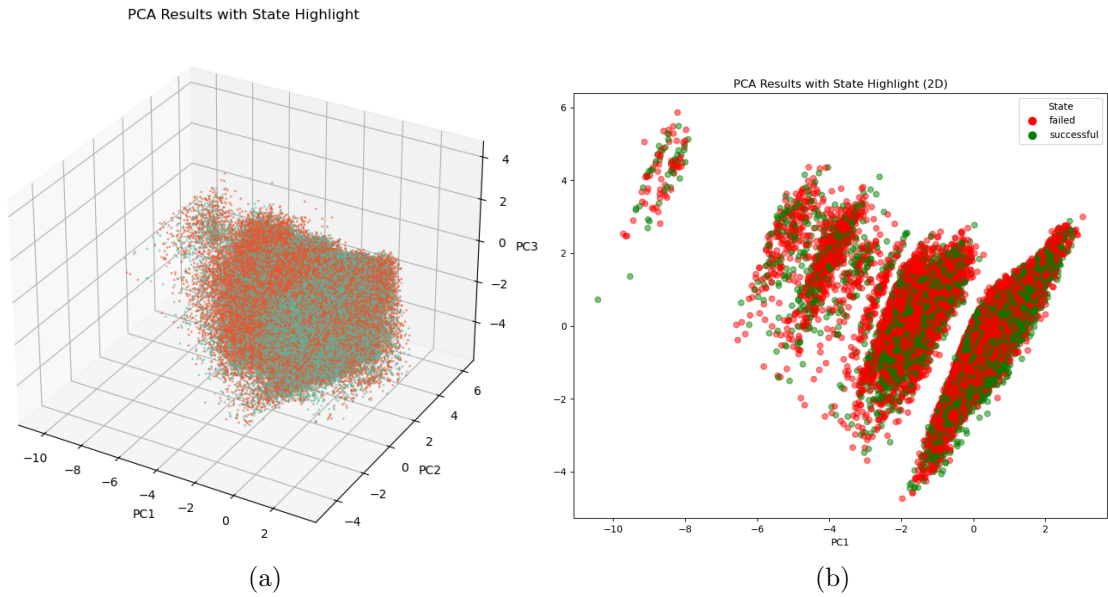 PCA Results with State Highlight
4
2
0
−2
−4
PC3
6
4
2
0
−2
−4
PC2
−10
−8
−6
−4
−2
0
2
PC1
(a)
PCA Results with State Highlight (2D)
State
failed
successful
6
4
2
0
−2
−4
−10
−8
−6
−4
−2
0
2
PC1
(b)